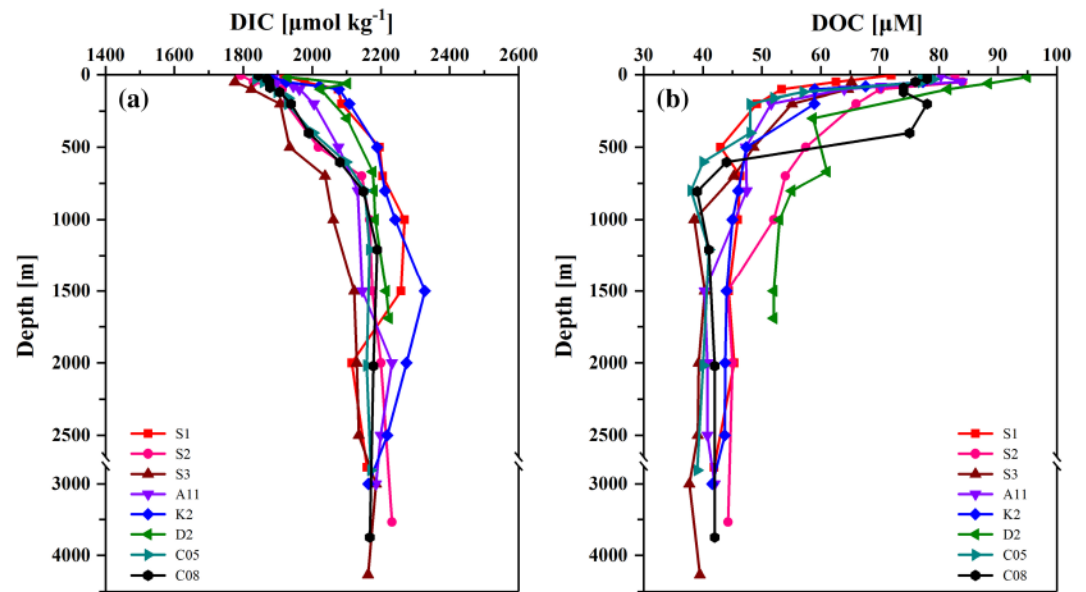 DIC [µmol kg⁻¹]
1400 1600 1800 2000 2200 2400 2600
(a)
Depth [m]
0
500
1000
1500
2000
2500
3000
4000
S1
S2
S3
A11
K2
D2
C05
C08
DOC [µM]
30 40 50 60 70 80 90 100
(b)
Depth [m]
0
500
1000
1500
2000
2500
3000
4000
S1
S2
S3
A11
K2
D2
C05
C08